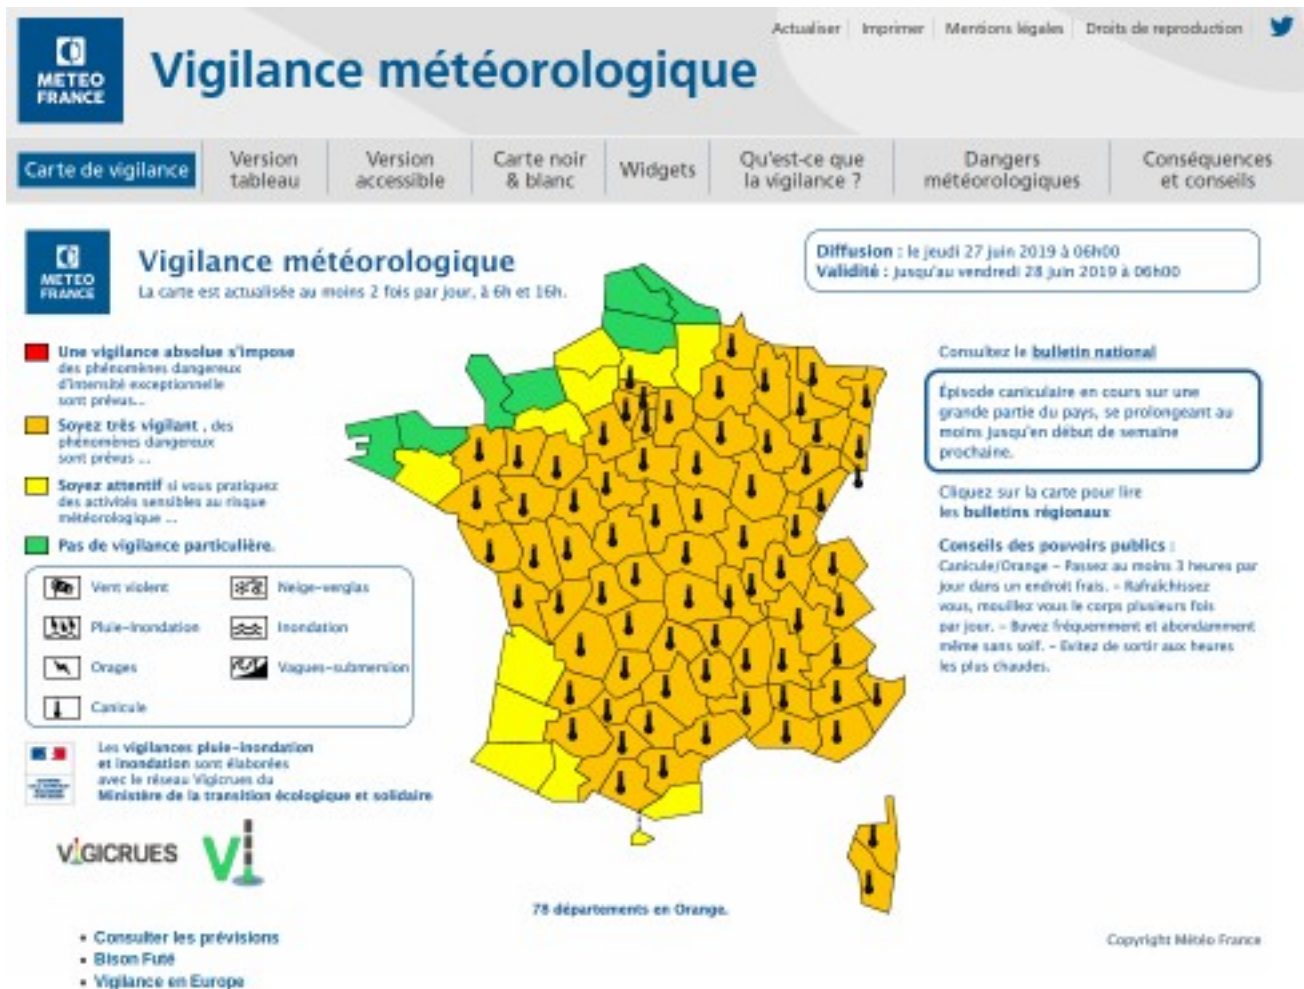 Actualiser | Imprimer | Mentions légales | Droits de reproduction
METEO
FRANCE
Vigilance météorologique
Carte de vigilance
Version
tableau
Version
accessible
Carte noir
& blanc
Widgets
Qu'est-ce que
la vigilance ?
Dangers
météorologiques
Conséquences
et conseils
METEO
FRANCE
Vigilance météorologique
La carte est actualisée au moins 2 fois par jour, à 6h et 16h.
Diffusion : le jeudi 27 juin 2019 à 06h00
Validité : jusqu'au vendredi 28 juin 2019 à 06h00
Une vigilance absolue s'impose
des phénomènes dangereux
d'intensité exceptionnelle
sont prévus...
Soyez très vigilant , des
phénomènes dangereux
sont prévus ...
Soyez attentif si vous pratiquez
des activités sensibles au risque
météorologique ...
Pas de vigilance particulière.
Vent violent
Neige-verglas
Pluie-Inondation
Inondation
Orages
Vagues-submersion
Canicule
Les vigilances pluie-inondation
et inondation sont élaborées
avec le réseau Vigicrues du
Ministère de la transition écologique et solidaire
VIGICRUES
Vi
78 départements en Orange.
Consultez le bulletin national
Épisode caniculaire en cours sur une
grande partie du pays, se prolongeant au
moins jusqu'en début de semaine
prochaine.
Cliquez sur la carte pour lire
les bulletins régionaux
Conseils des pouvoirs publics :
Canicule/Orange - Passez au moins 3 heures par
jour dans un endroit frais. - Rafraîchissez
vous, mouillez vous le corps plusieurs fois
par jour. - Buvez fréquemment et abondamment
même sans soif. - Evitez de sortir aux heures
les plus chaudes.
Copyright Météo France
• Consulter les prévisions
• Bison Futé
• Vigilance en Europe